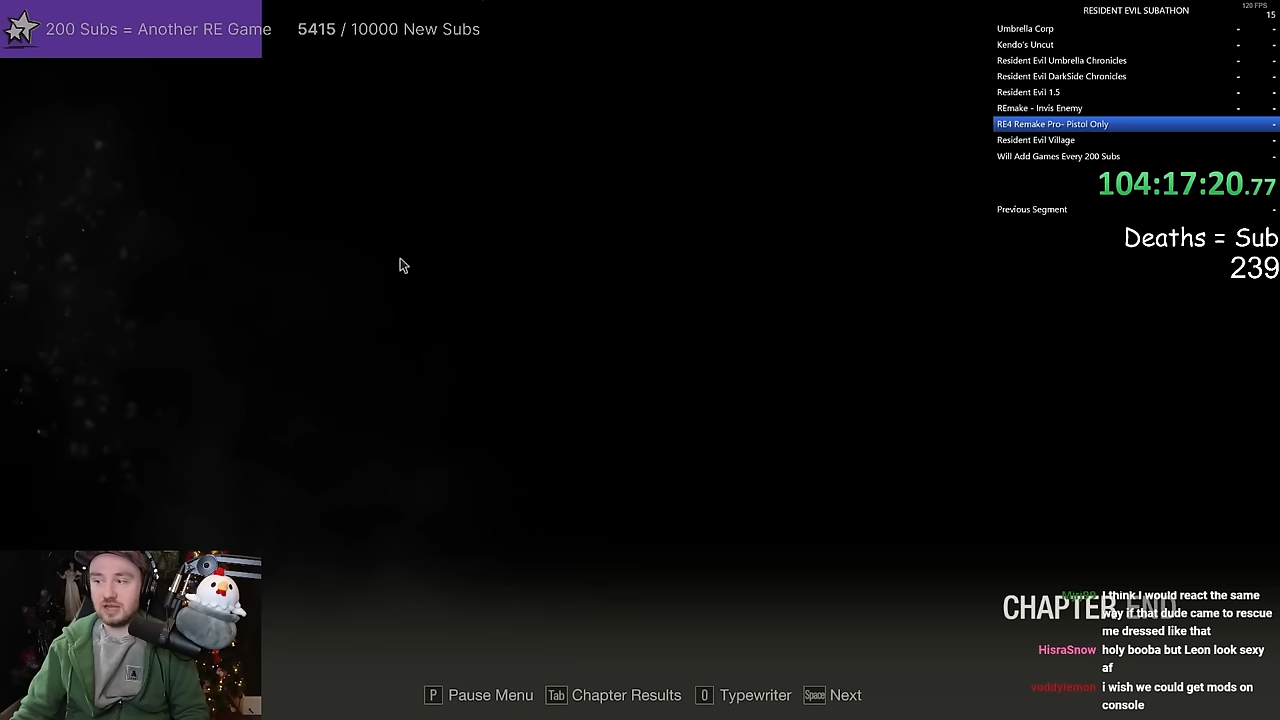 200 Subs = Another RE Game 5415 / 10000 New Subs
120 FPS
RESIDENT EVIL SUBATHON
15
Umbrella Corp - -
Kendo's Uncut - -
Resident Evil Umbrella Chronicles - -
Resident Evil DarkSide Chronicles - -
Resident Evil 1.5 - -
REmake - Invis Enemy - -
RE4 Remake Pro- Pistol Only -
Resident Evil Village -
Will Add Games Every 200 Subs -
104:17:20.77
Previous Segment -
Deaths = Sub
239
CHAPTER END
I think I would react the same
way if that dude came to rescue
me dressed like that
HisraSnow holy booba but Leon look sexy
af
voddyiemon i wish we could get mods on
console
P Pause Menu Tab Chapter Results O Typewriter Space Next